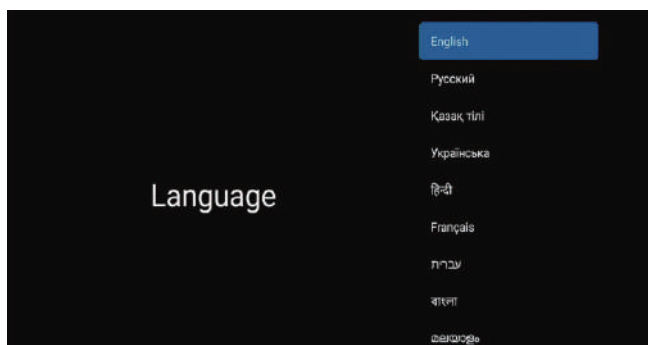 Language
English
Русский
Қазақ тілі
Українська
हिन्दी
Français
עברית
বাংলা
മലയാളം